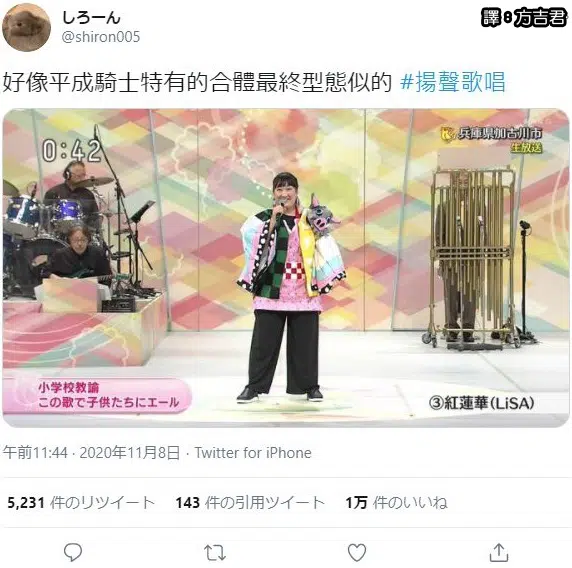 しろーん
@shiron005
譯8方吉君
好像平成騎士特有的合體最終型態似的 #揚聲歌唱
0:42
兵庫県加古川市
生放送
小学校教諭
この歌で子供たちにエール
③紅蓮華(LiSA)
午前11:44 · 2020年11月8日 · Twitter for iPhone
5,231 件のリツイート 143 件の引用ツイート 1万 件のいいね